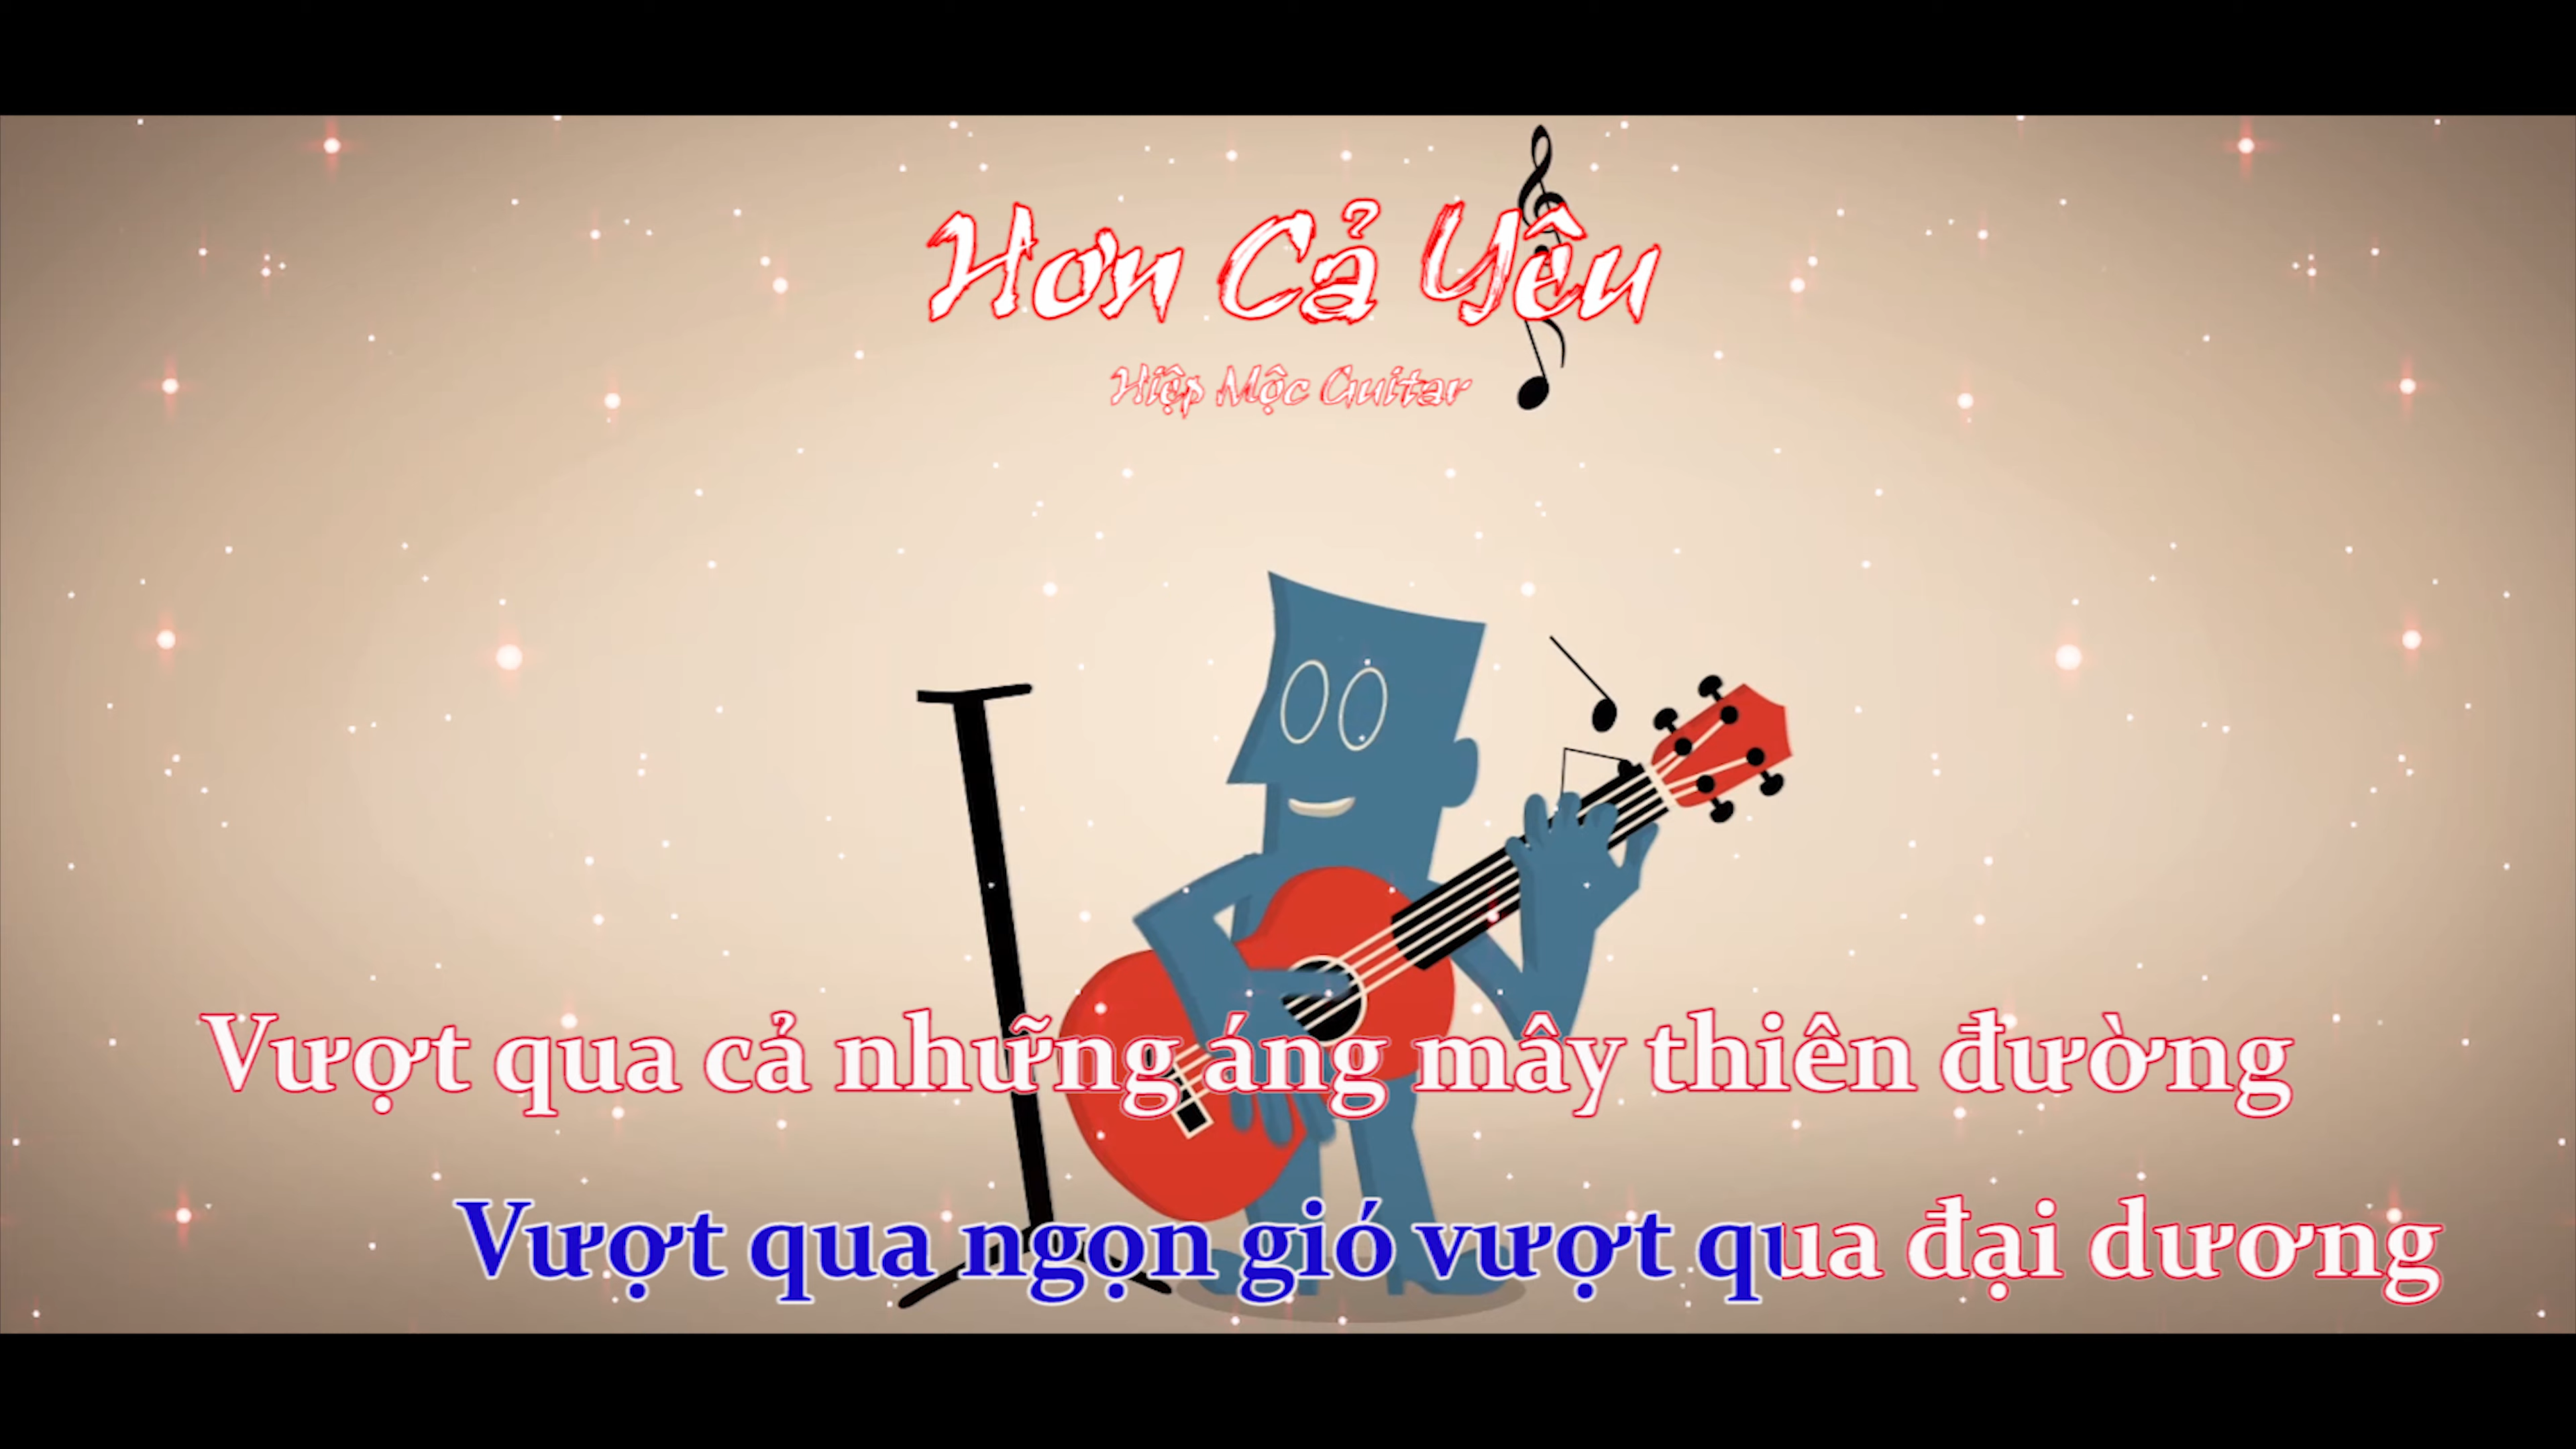 Hơn Cả Yêu
Hiệp Mộc Guitar
Vượt qua cả những áng mây thiên đường
Vượt qua ngọn gió vượt qua đại dương